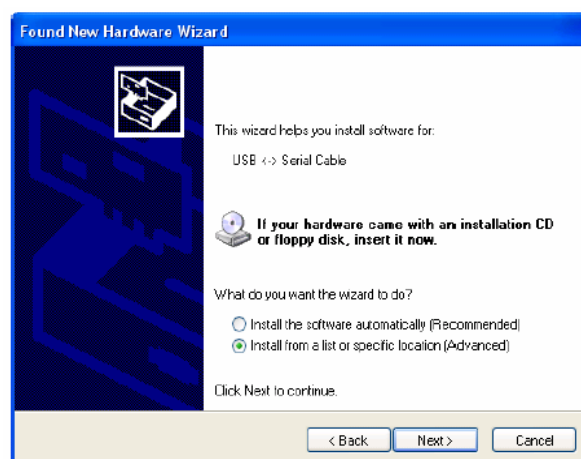 Found New Hardware Wizard
This wizard helps you install software for:
USB <-> Serial Cable
If your hardware came with an installation CD
or floppy disk, insert it now.
What do you want the wizard to do?
Install the software automatically (Recommended)
Install from a list or specific location (Advanced)
Click Next to continue.
< Back Next > Cancel